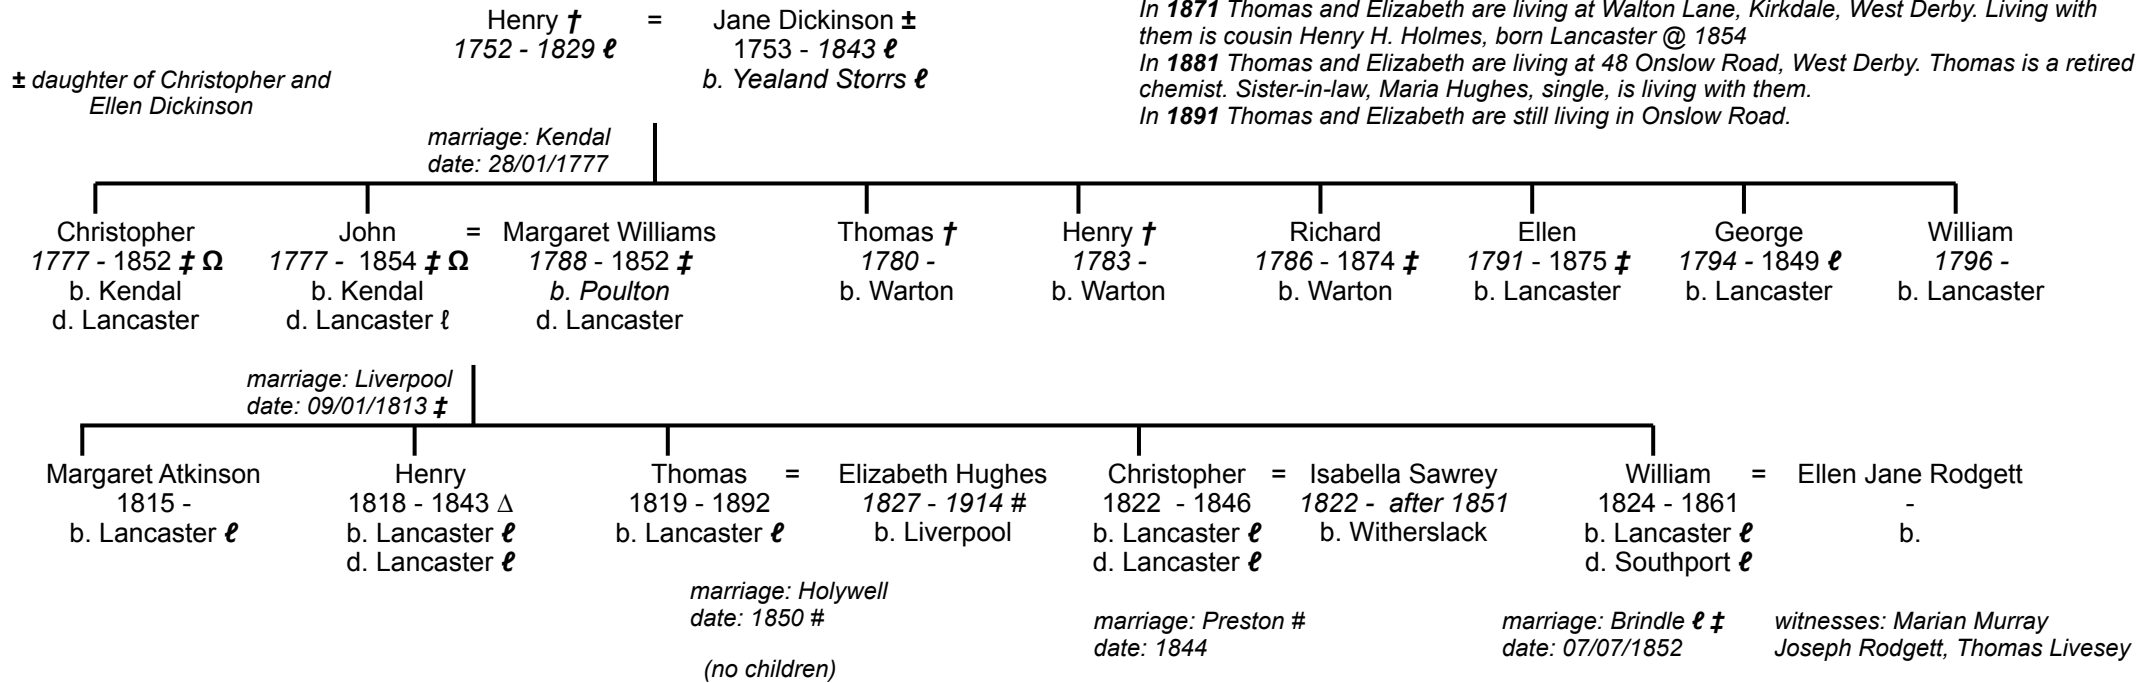 Henry † = Jane Dickinson ±
1752 - 1829 ℓ 1753 - 1843 ℓ
b. Yealand Storrs ℓ
± daughter of Christopher and
Ellen Dickinson
In 1871 Thomas and Elizabeth are living at Walton Lane, Kirkdale, West Derby. Living with
them is cousin Henry H. Holmes, born Lancaster @ 1854
In 1881 Thomas and Elizabeth are living at 48 Onslow Road, West Derby. Thomas is a retired
chemist. Sister-in-law, Maria Hughes, single, is living with them.
In 1891 Thomas and Elizabeth are still living in Onslow Road.
marriage: Kendal
date: 28/01/1777
Christopher John = Margaret Williams Thomas † Henry † Richard Ellen George William
1777 - 1852 ‡ Ω 1777 - 1854 ‡ Ω 1788 - 1852 ‡ 1780 - 1783 - 1786 - 1874 ‡ 1791 - 1875 ‡ 1794 - 1849 ℓ 1796 -
b. Kendal b. Kendal b. Poulton b. Warton b. Warton b. Warton b. Lancaster b. Lancaster b. Lancaster
d. Lancaster d. Lancaster ℓ d. Lancaster
marriage: Liverpool
date: 09/01/1813 ‡
Margaret Atkinson Henry Thomas = Elizabeth Hughes Christopher = Isabella Sawrey William = Ellen Jane Rodgett
1815 - 1818 - 1843 Δ 1819 - 1892 1827 - 1914 # 1822 - 1846 1822 - after 1851 1824 - 1861 -
b. Lancaster ℓ b. Lancaster ℓ b. Lancaster ℓ b. Liverpool b. Lancaster ℓ b. Witherslack b. Lancaster ℓ b.
d. Lancaster ℓ d. Lancaster ℓ d. Southport ℓ
marriage: Holywell
date: 1850 #
(no children)
marriage: Preston #
date: 1844
marriage: Brindle ℓ ‡ witnesses: Marian Murray
date: 07/07/1852 Joseph Rodgett, Thomas Livesey